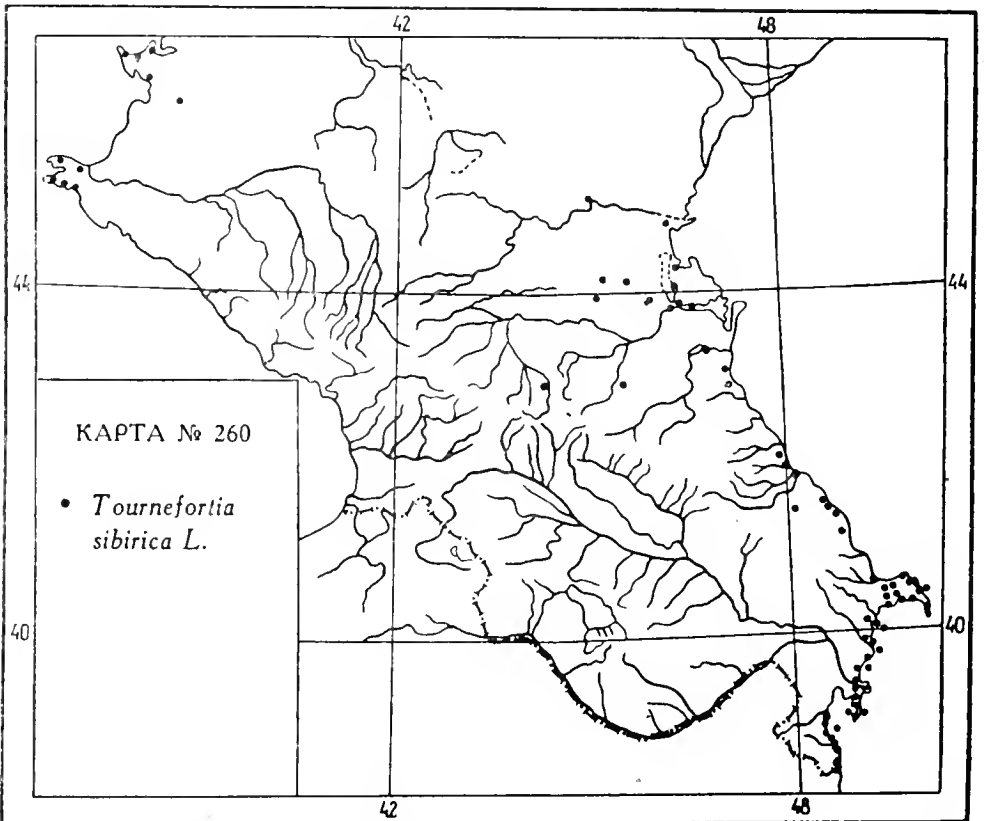 42 48
44 44
КАРТА № 260
• Tournefortia
sibirica L.
40 40
42 48